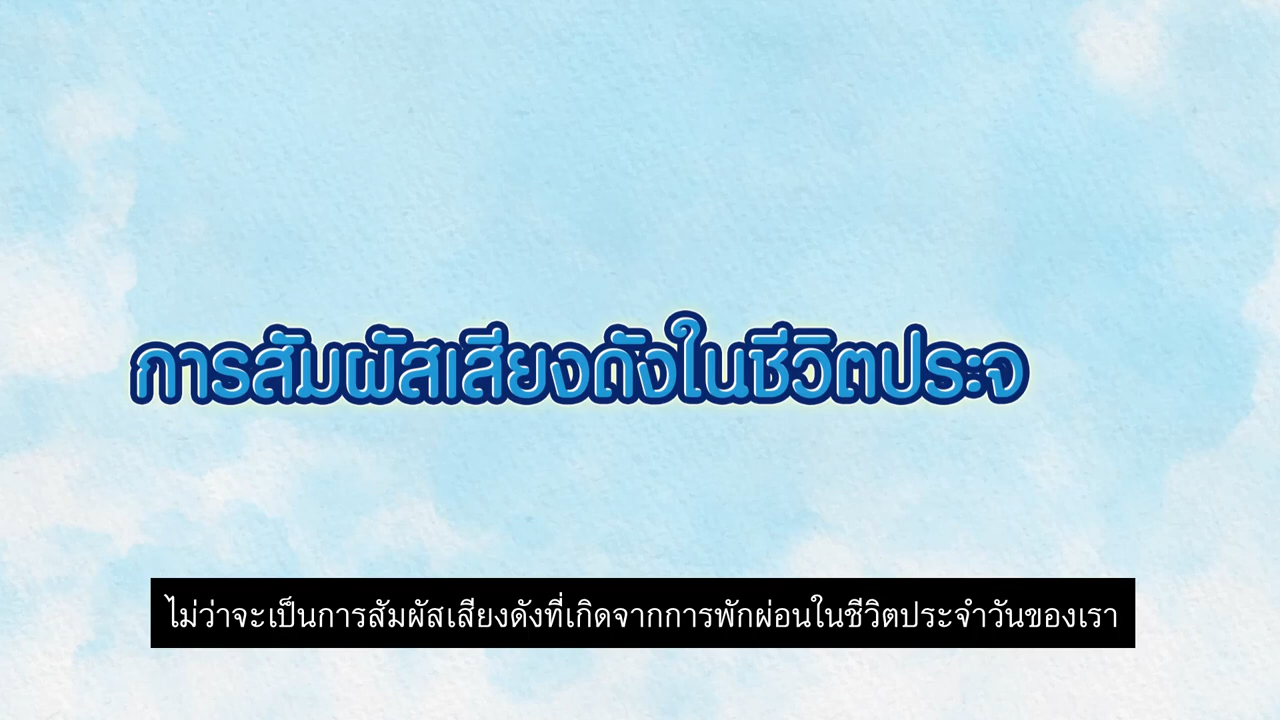 การสัมผัสเสียงดังในชีวิตประจ
ไม่ว่าจะเป็นการสัมผัสเสียงดังที่เกิดจากการพักผ่อนในชีวิตประจำวันของเรา